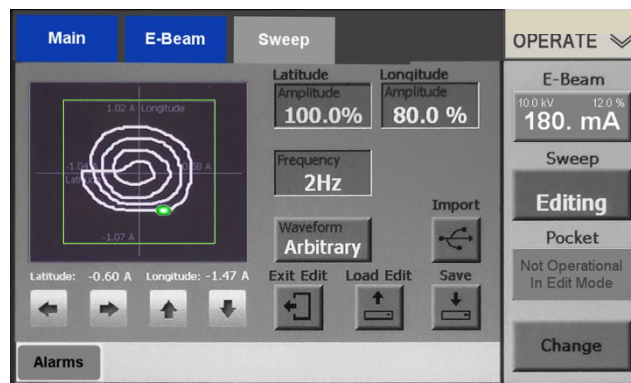 Main
E-Beam
Sweep
OPERATE
Latitude
Longitude
Amplitude
100.0%
Amplitude
80.0 %
1.02 A Longitude
-1.07 A
Frequency
2Hz
Import
Waveform
Arbitrary
Latitude: -0.60 A Longitude: -1.47 A
Exit Edit
Load Edit
Save
Alarms
E-Beam
10.0 kV 12.0 %
180. mA
Sweep
Editing
Pocket
Not Operational
In Edit Mode
Change